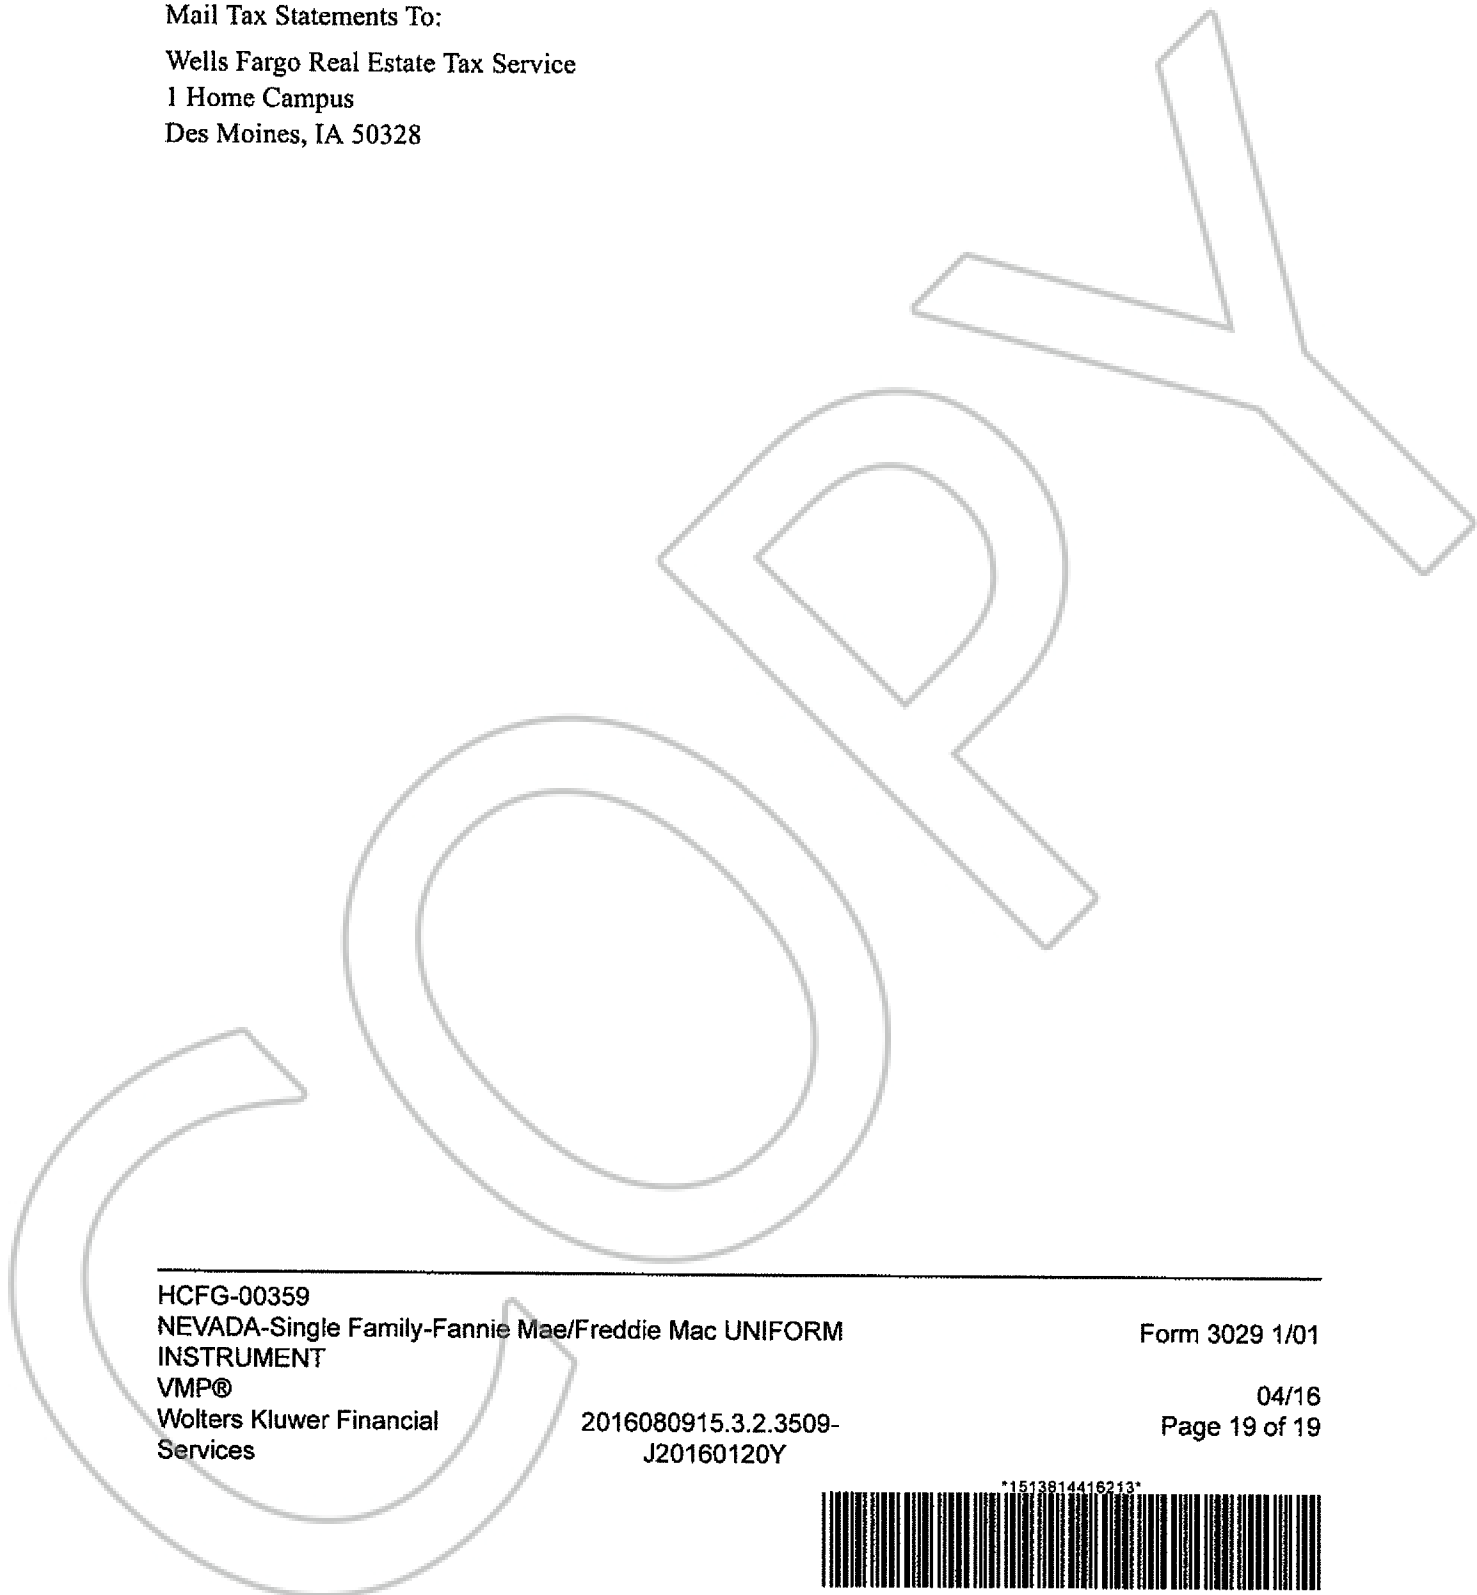 Mail Tax Statements To:
Wells Fargo Real Estate Tax Service
1 Home Campus
Des Moines, IA 50328
COPY
HCFG-00359
NEVADA-Single Family-Fannie Mae/Freddie Mac UNIFORM
INSTRUMENT
Form 3029 1/01
VMP®
04/16
Wolters Kluwer Financial
Services
2016080915.3.2.3509-
J20160120Y
Page 19 of 19
*1513814416213*